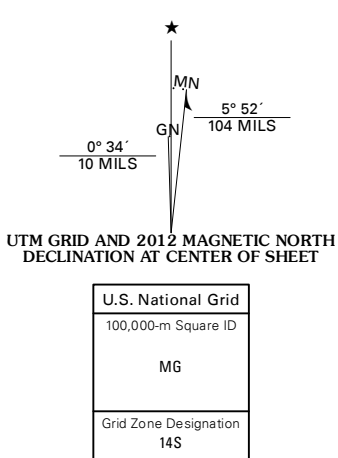 MN
5° 52´
104 MILS
GN
0° 34´
10 MILS
UTM GRID AND 2012 MAGNETIC NORTH
DECLINATION AT CENTER OF SHEET
U.S. National Grid
100,000-m Square ID
MG
Grid Zone Designation
14S